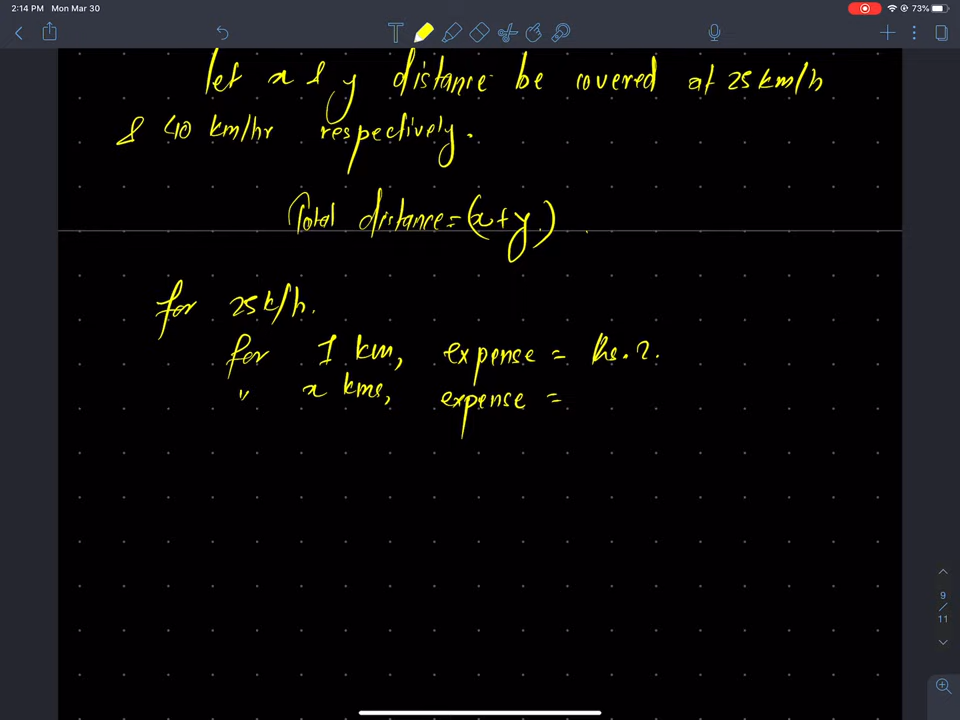 2:14 PM Mon Mar 30 73%
let x & y distance be covered at 25 km/h
& 40 km/hr respectively.
Total distance = (x + y)
for 25k/h.
for 1 km, expense = Rs. 2.
" x kms, expense =
9
/
11